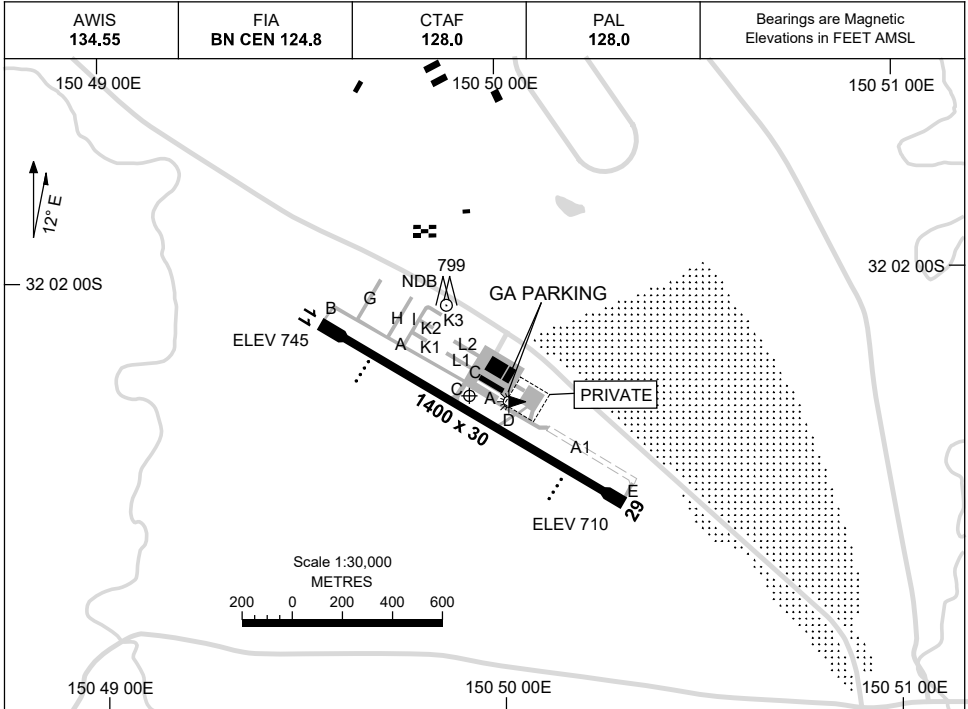 AWIS
134.55
FIA
BN CEN 124.8
CTAF
128.0
PAL
128.0
Bearings are Magnetic
Elevations in FEET AMSL
150 49 00E
150 50 00E
150 51 00E
12° E
32 02 00S
32 02 00S
799
NDB
GA PARKING
G
B
11
H
I
K3
K2
A
K1
L2
L1
ELEV 745
C
C
A
D
PRIVATE
1400 x 30
A1
E
29
ELEV 710
Scale 1:30,000
METRES
200 0 200 400 600
150 49 00E
150 50 00E
150 51 00E